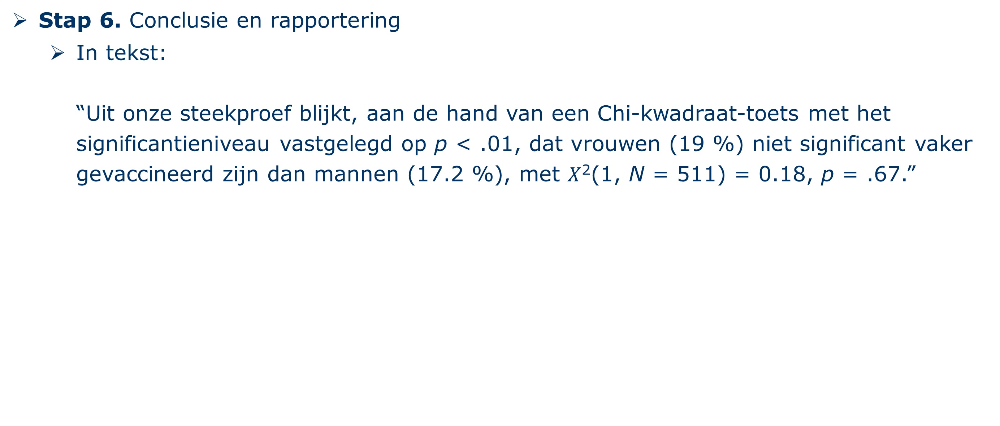 ➢ Stap 6. Conclusie en rapportering
➢ In tekst:
“Uit onze steekproef blijkt, aan de hand van een Chi-kwadraat-toets met het
significantieniveau vastgelegd op p < .01, dat vrouwen (19 %) niet significant vaker
gevaccineerd zijn dan mannen (17.2 %), met X²(1, N = 511) = 0.18, p = .67.”